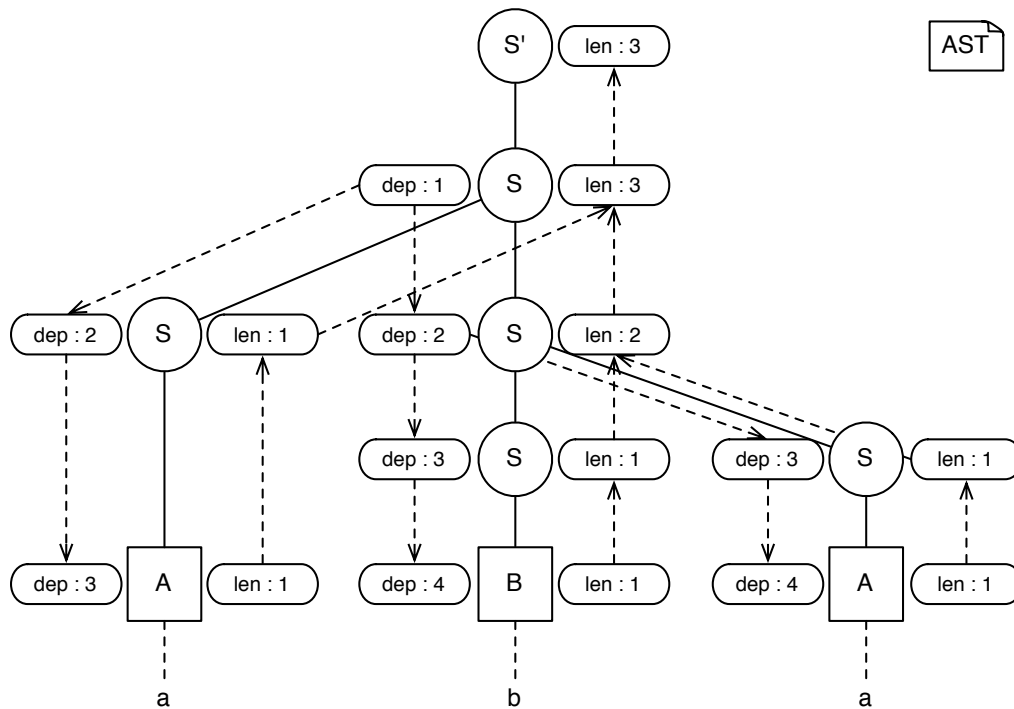 S' len : 3 AST
dep : 1 S len : 3
dep : 2 S len : 1 dep : 2 S len : 2
dep : 3 S len : 1 dep : 3 S len : 1
dep : 3 A len : 1 dep : 4 B len : 1 dep : 4 A len : 1
a b a